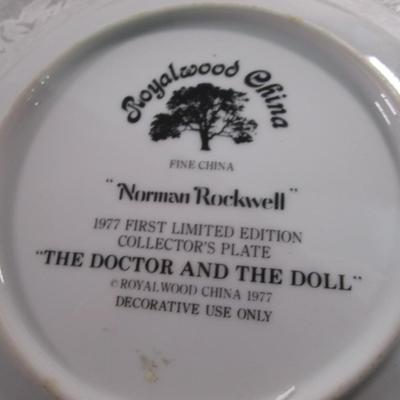 Royalwood China
FINE CHINA
"Norman Rockwell"
1977 FIRST LIMITED EDITION
COLLECTOR'S PLATE
"THE DOCTOR AND THE DOLL"
© ROYALWOOD CHINA 1977
DECORATIVE USE ONLY